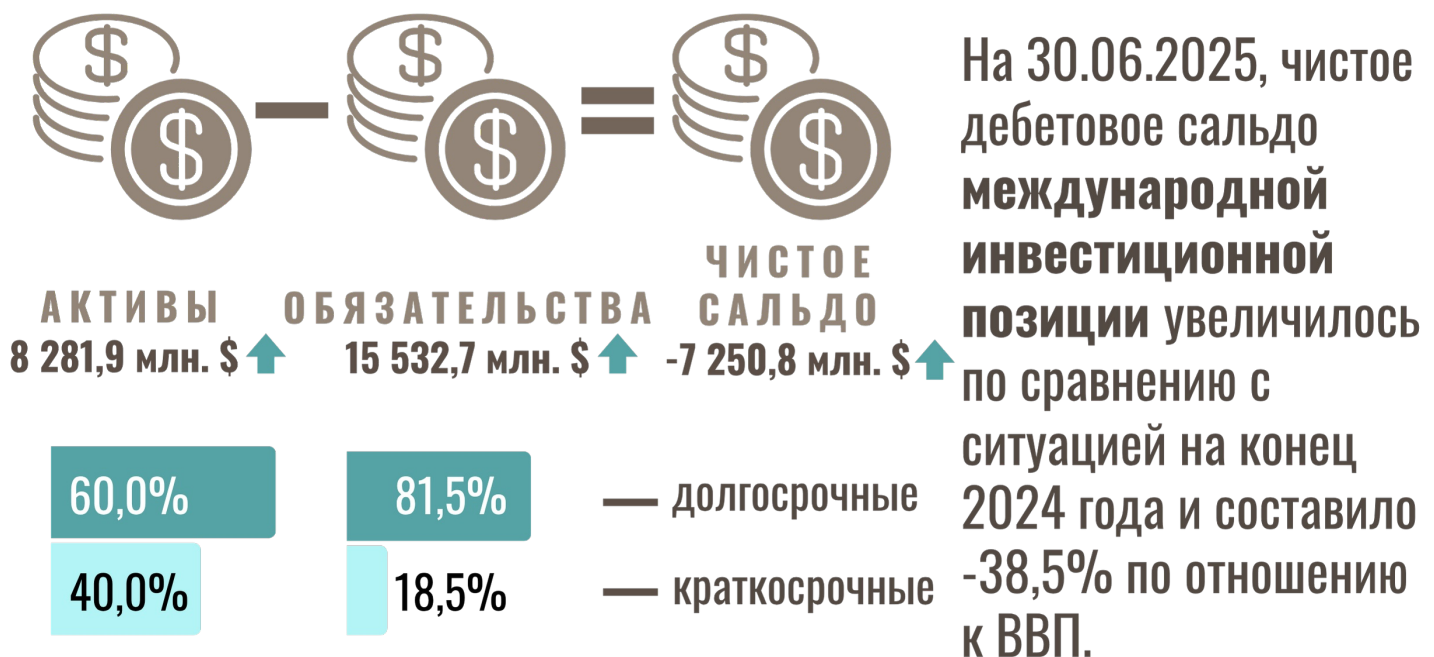 АКТИВЫ
8 281,9 млн. $
ОБЯЗАТЕЛЬСТВА
15 532,7 млн. $
ЧИСТОЕ
САЛЬДО
-7 250,8 млн. $
60,0%
81,5%
долгосрочные
40,0%
18,5%
краткосрочные
На 30.06.2025, чистое
дебетовое сальдо
международной
инвестиционной
позиции увеличилось
по сравнению с
ситуацией на конец
2024 года и составило
-38,5% по отношению
к ВВП.